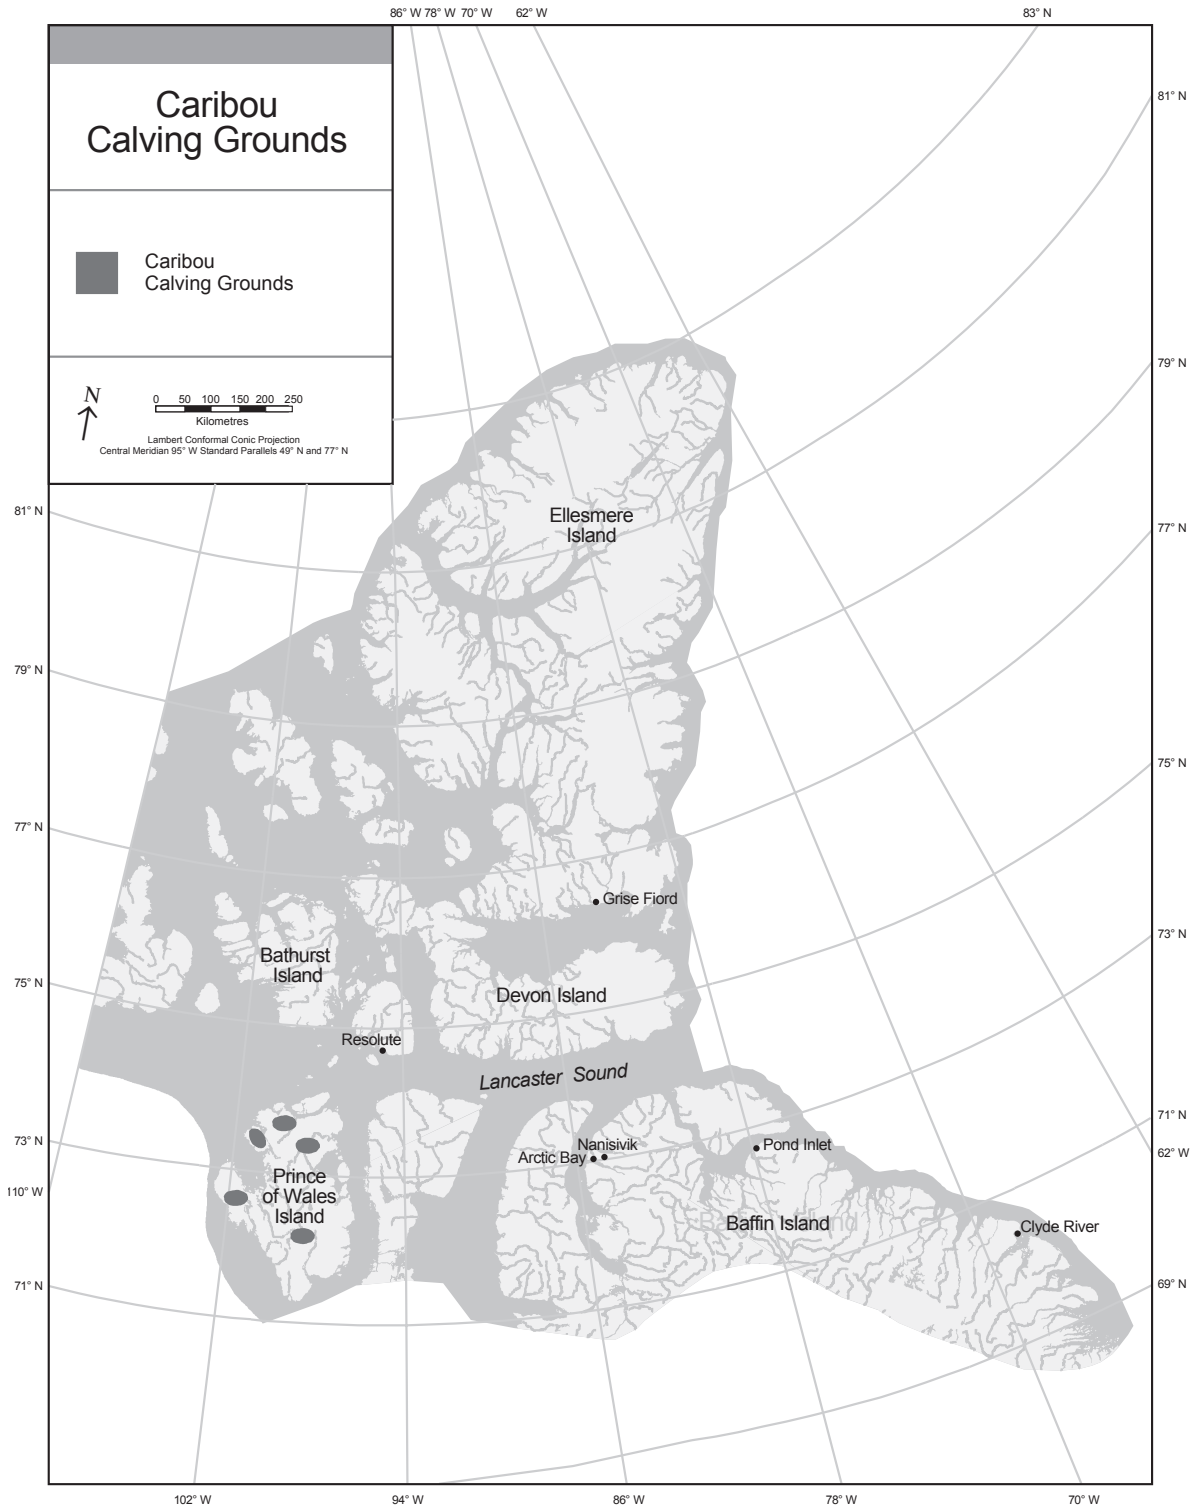 86° W 78° W 70° W 62° W 83° N
81° N
Caribou
Calving Grounds
Caribou
Calving Grounds
N
0 50 100 150 200 250
Kilometres
Lambert Conformal Conic Projection
Central Meridian 95° W Standard Parallels 49° N and 77° N
79° N
81° N
77° N
Ellesmere
Island
79° N
75° N
77° N
Grise Fiord
73° N
Bathurst
Island
75° N
Devon Island
Resolute
Lancaster Sound
71° N
73° N
Nanisivik
Arctic Bay
Pond Inlet
62° W
110° W
Prince
of Wales
Island
Baffin Island
Clyde River
71° N
69° N
102° W 94° W 86° W 78° W 70° W